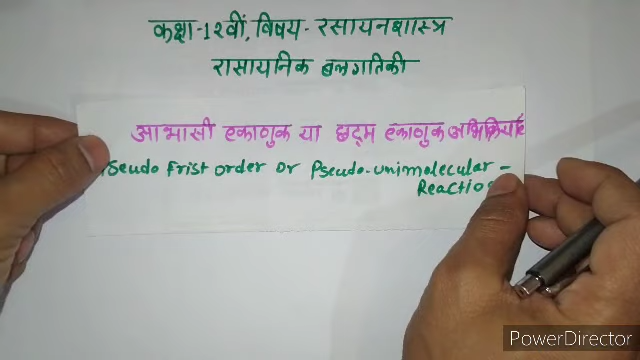 कक्षा-12वीं, विषय- रसायनशास्त्र
रासायनिक बलगतिकी
आभासी एकाणुक या छद्म एकाणुक अभिक्रियाएं
Pseudo Frist order or Pseudo-unimolecular-
Reaction
PowerDirector